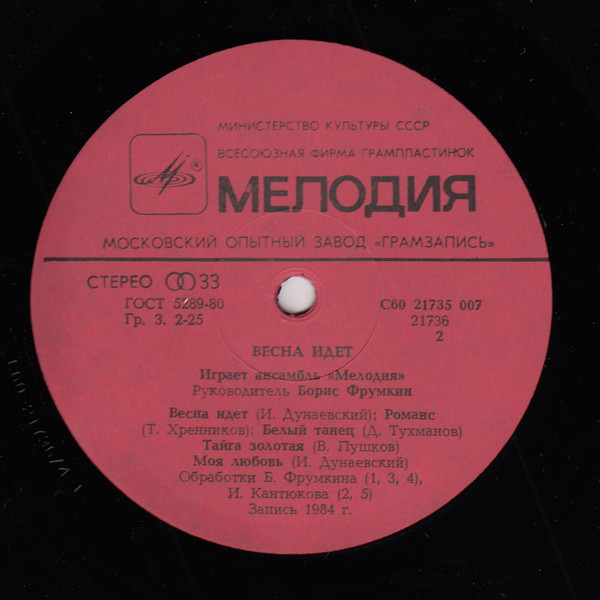 МИНИСТЕРСТВО КУЛЬТУРЫ СССР
ВСЕСОЮЗНАЯ ФИРМА ГРАМПЛАСТИНОК
® МЕЛОДИЯ
МОСКОВСКИЙ ОПЫТНЫЙ ЗАВОД «ГРАМЗАПИСЬ»
СТЕРЕО 33
ГОСТ 5289-80
Гр. 3. 2-25
С60 21735 007
21736
2
ВЕСНА ИДЕТ
Играет ансамбль «Мелодия»
Руководитель Борис Фрумкин
Весна идет (И. Дунаевский); Романс
(Т. Хренников); Белый танец (Д. Тухманов)
Тайга золотая (В. Пушков)
Моя любовь (И. Дунаевский)
Обработки Б. Фрумкина (1, 3, 4),
И. Кантюкова (2, 5)
Запись 1984 г.